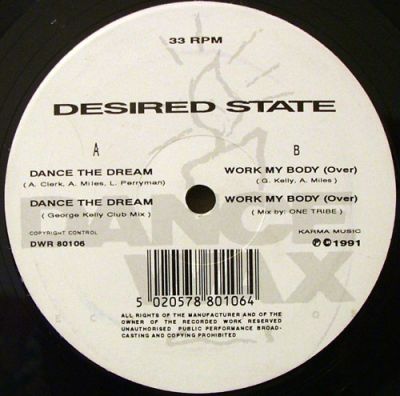 33 RPM
DESIRED STATE
A
B
DANCE THE DREAM
( A. Clerk, A. Miles, L. Perryman)
DANCE THE DREAM
( George Kelly Club Mix )
WORK MY BODY (Over)
( G. Kelly, A. Miles )
WORK MY BODY (Over)
( Mix by: ONE TRIBE )
COPYRIGHT CONTROL
DWR 80106
KARMA MUSIC
℗ © 1991
DANCE
WAX
5 020578 801064
ALL RIGHTS OF THE MANUFACTURER AND OF THE
OWNER OF THE RECORDED WORK RESERVED
UNAUTHORISED PUBLIC PERFORMANCE BROAD-
CASTING AND COPYING PROHIBITED